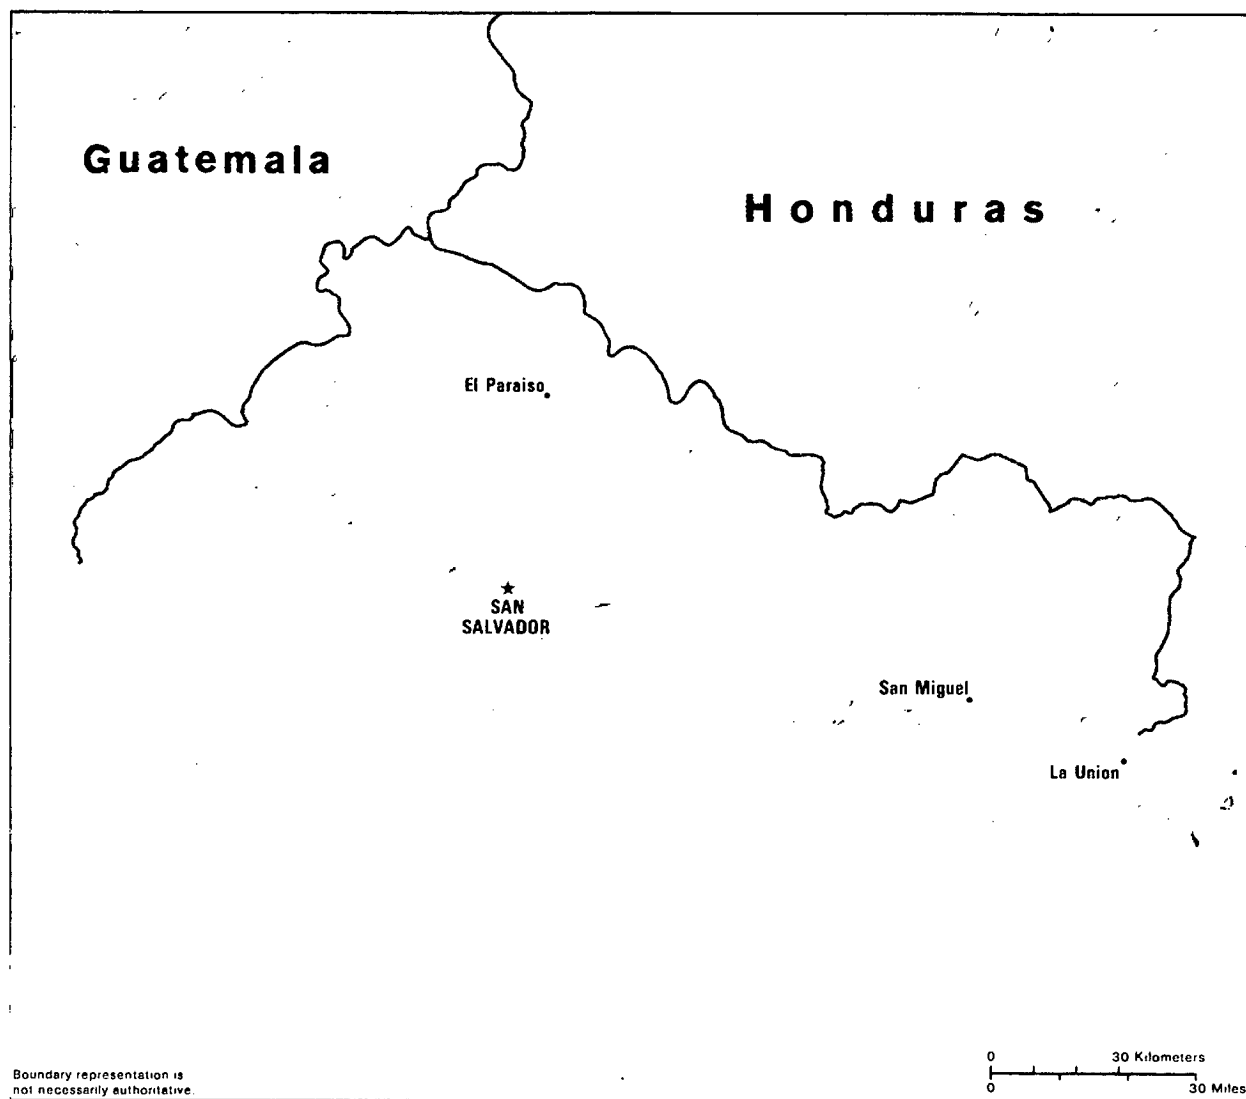 Guatemala
Honduras
El Paraiso
SAN
SALVADOR
San Miguel
La Union
Boundary representation is
not necessarily authoritative.
0 30 Kilometers
0 30 Miles